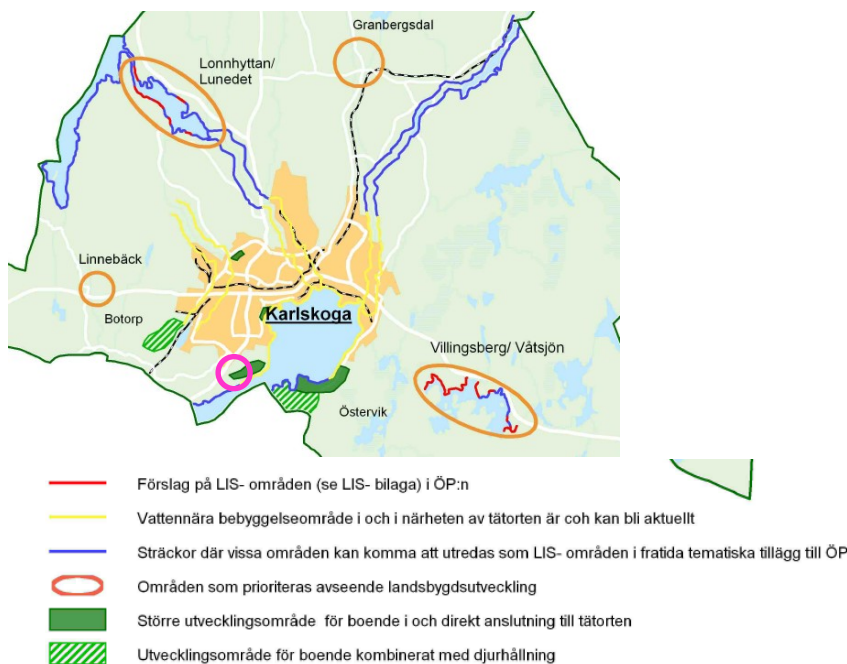 Granbergsdal
Lonnhyttan/
Lunedet
Linnebäck
Botorp
Karlskoga
Villingsberg/ Våtsjön
Östervik
Förslag på LIS- områden (se LIS- bilaga) i ÖP:n
Vattennära bebyggelseområde i och i närheten av tätorten är coh kan bli aktuellt
Sträckor där vissa områden kan komma att utredas som LIS- områden i fratida tematiska tillägg till ÖP
Områden som prioriteras avseende landsbygdsutveckling
Större utvecklingsområde för boende i och direkt anslutning till tätorten
Utvecklingsområde för boende kombinerat med djurhållning